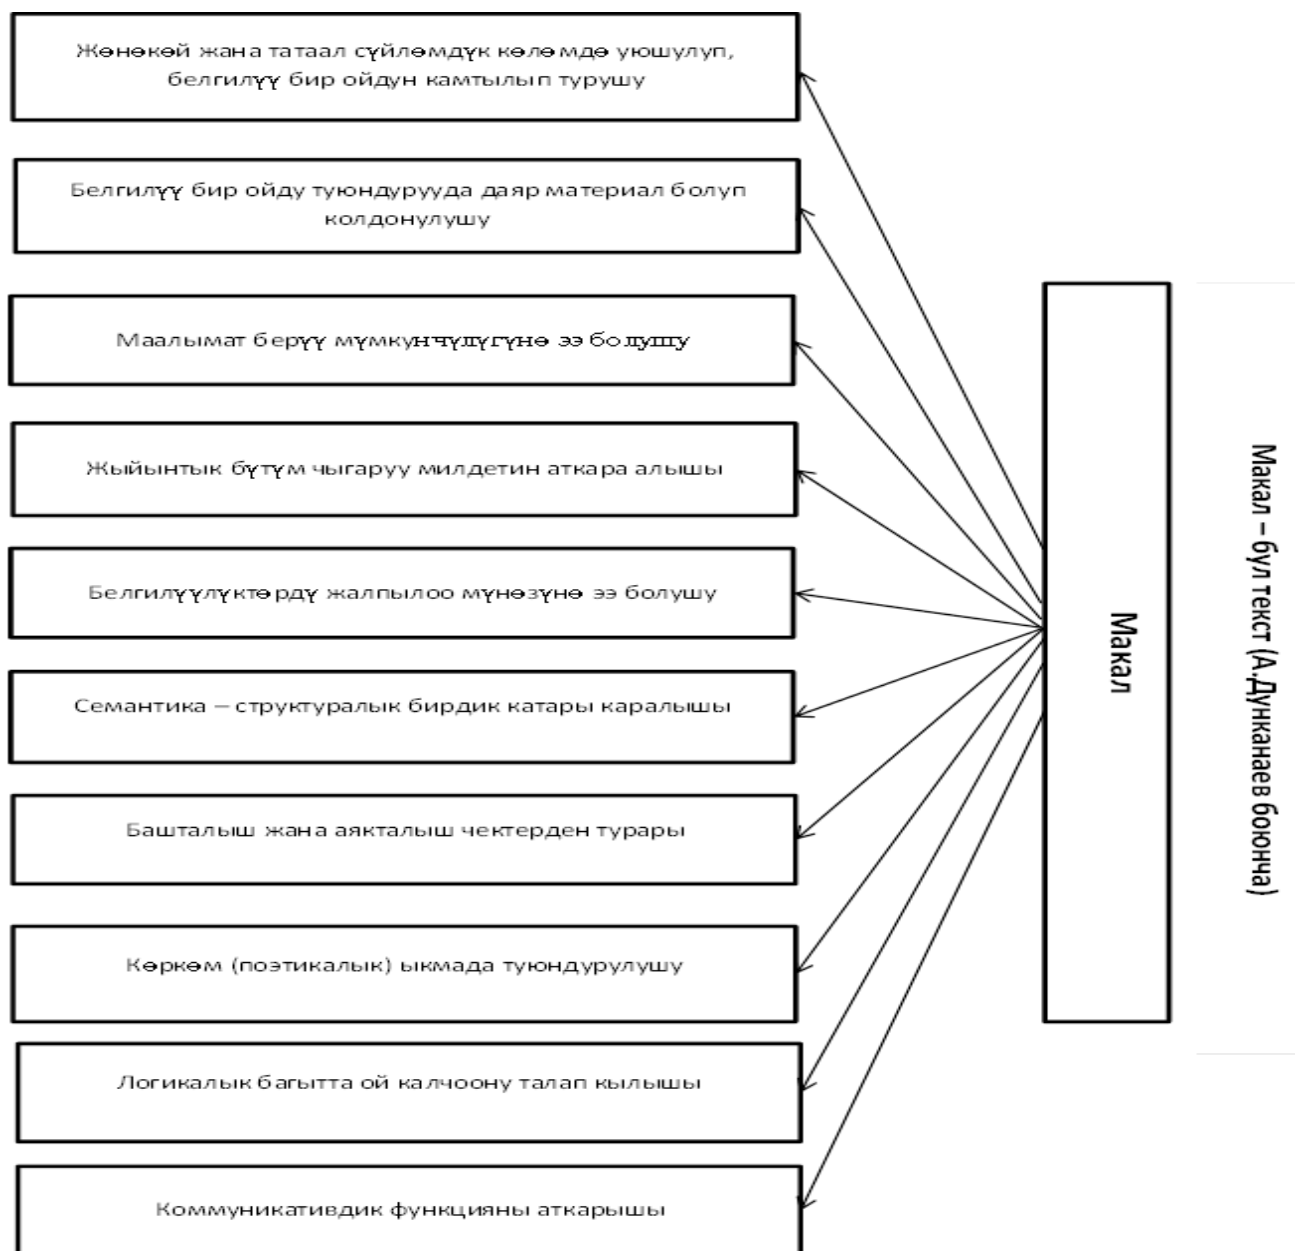 Жөнөкөй жана татаал сүйлөмдүк көлөмдө уюшулуп,
белгилүү бир ойдун камтылып турушу
Белгилүү бир ойду туюндурууда даяр материал болуп
колдонулушу
Маалымат берүү мүмкунчүлүгүнө ээ болушу
Жыйынтык бүтүм чыгаруу милдетин аткара алышы
Белгилүүлүктөрдү жалпылоо мүнөзүнө ээ болушу
Семантика – структуралык бирдик катары каралышы
Башталыш жана аякталыш чектерден турары
Көркөм (поэтикалык) ыкмада туюндурулушу
Логикалык багытта ой калчоону талап кылышы
Коммуникативдик функцияны аткарышы
Макал
Макал – бул текст (А.Дунканаев боюнча)